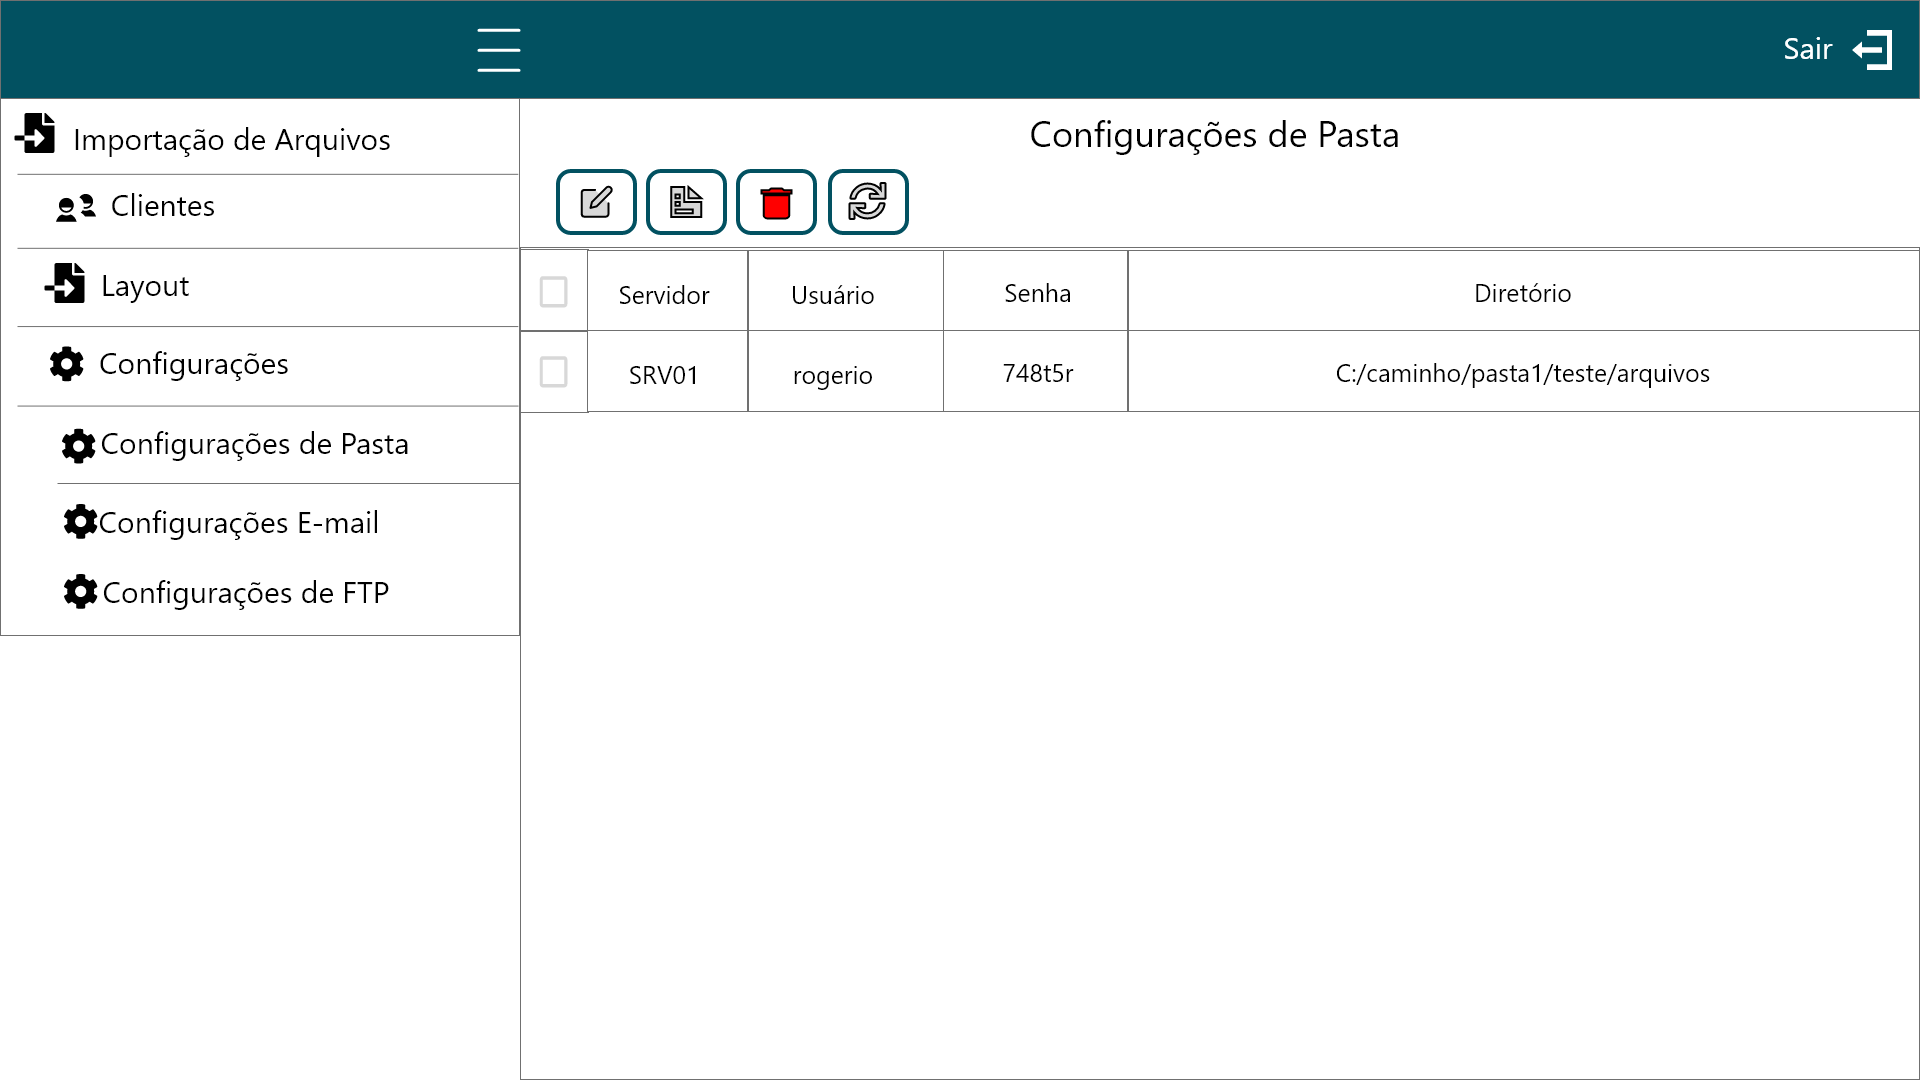 Sair
Importação de Arquivos
Clientes
Layout
Configurações
Configurações de Pasta
Configurações E-mail
Configurações de FTP
Configurações de Pasta
Servidor Usuário Senha Diretório
SRV01 rogerio 748t5r C:/caminho/pasta1/teste/arquivos